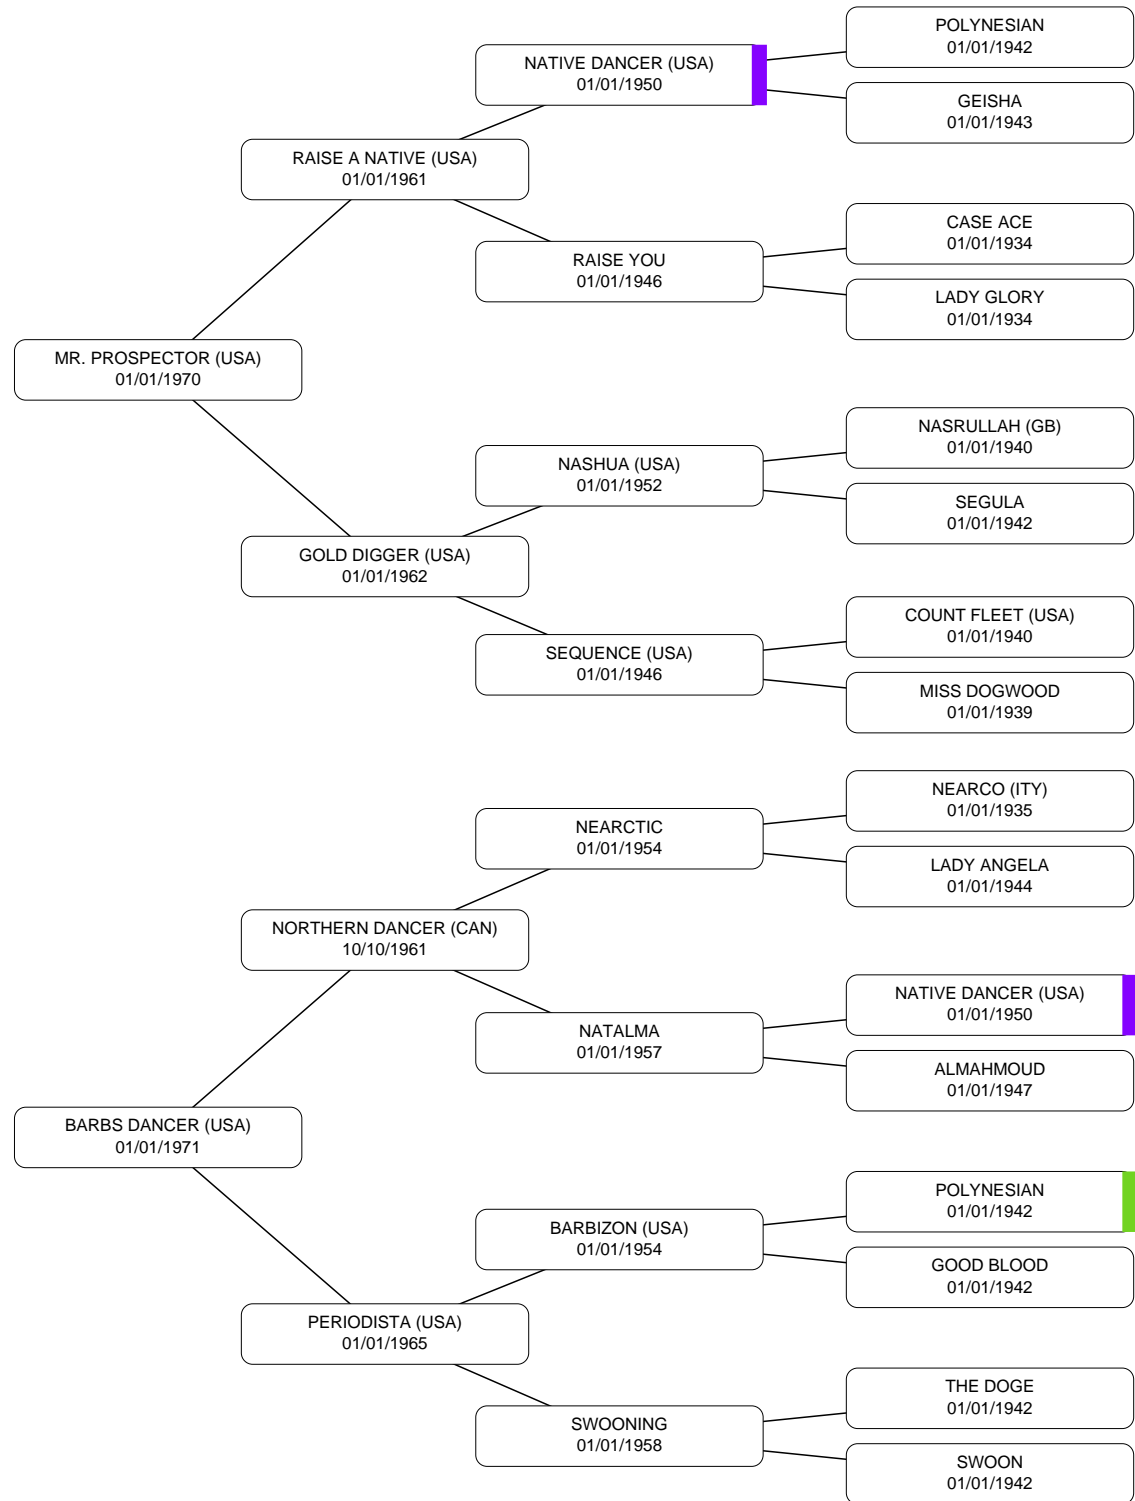 POLYNESIAN
01/01/1942
NATIVE DANCER (USA)
01/01/1950
GEISHA
01/01/1943
RAISE A NATIVE (USA)
01/01/1961
CASE ACE
01/01/1934
RAISE YOU
01/01/1946
LADY GLORY
01/01/1934
MR. PROSPECTOR (USA)
01/01/1970
NASRULLAH (GB)
01/01/1940
NASHUA (USA)
01/01/1952
SEGULA
01/01/1942
GOLD DIGGER (USA)
01/01/1962
COUNT FLEET (USA)
01/01/1940
SEQUENCE (USA)
01/01/1946
MISS DOGWOOD
01/01/1939
NEARCO (ITY)
01/01/1935
NEARCTIC
01/01/1954
LADY ANGELA
01/01/1944
NORTHERN DANCER (CAN)
10/10/1961
NATIVE DANCER (USA)
01/01/1950
NATALMA
01/01/1957
ALMAHMOUD
01/01/1947
BARBS DANCER (USA)
01/01/1971
POLYNESIAN
01/01/1942
BARBIZON (USA)
01/01/1954
GOOD BLOOD
01/01/1942
PERIODISTA (USA)
01/01/1965
THE DOGE
01/01/1942
SWOONING
01/01/1958
SWOON
01/01/1942